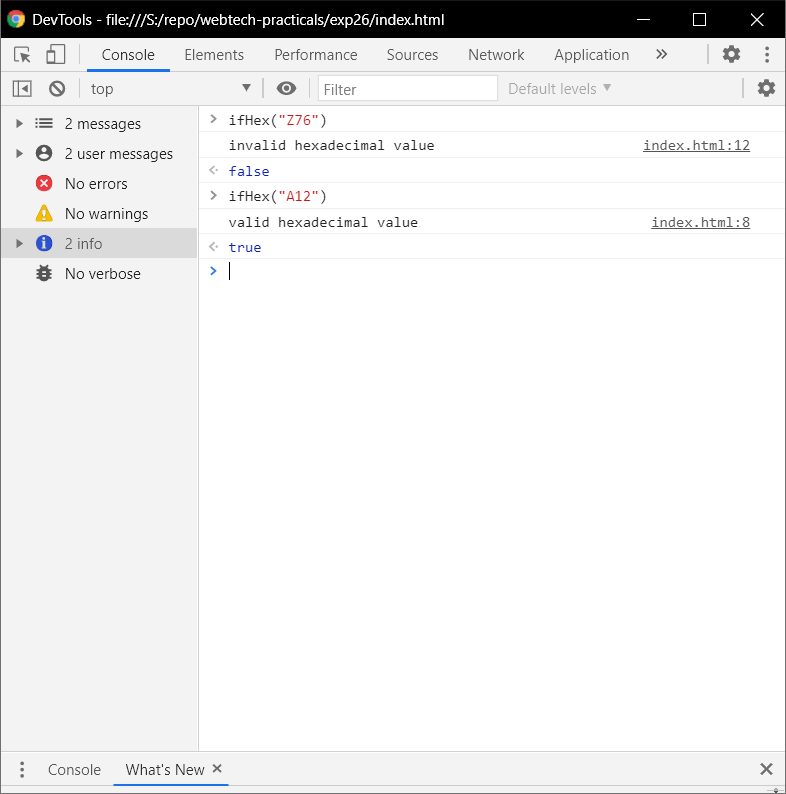 DevTools - file:///S:/repo/webtech-practicals/exp26/index.html
Console Elements Performance Sources Network Application »
top Filter Default levels
2 messages
2 user messages
No errors
No warnings
2 info
No verbose
> ifHex("Z76")
invalid hexadecimal value index.html:12
false
> ifHex("A12")
valid hexadecimal value index.html:8
true
>
Console What's New